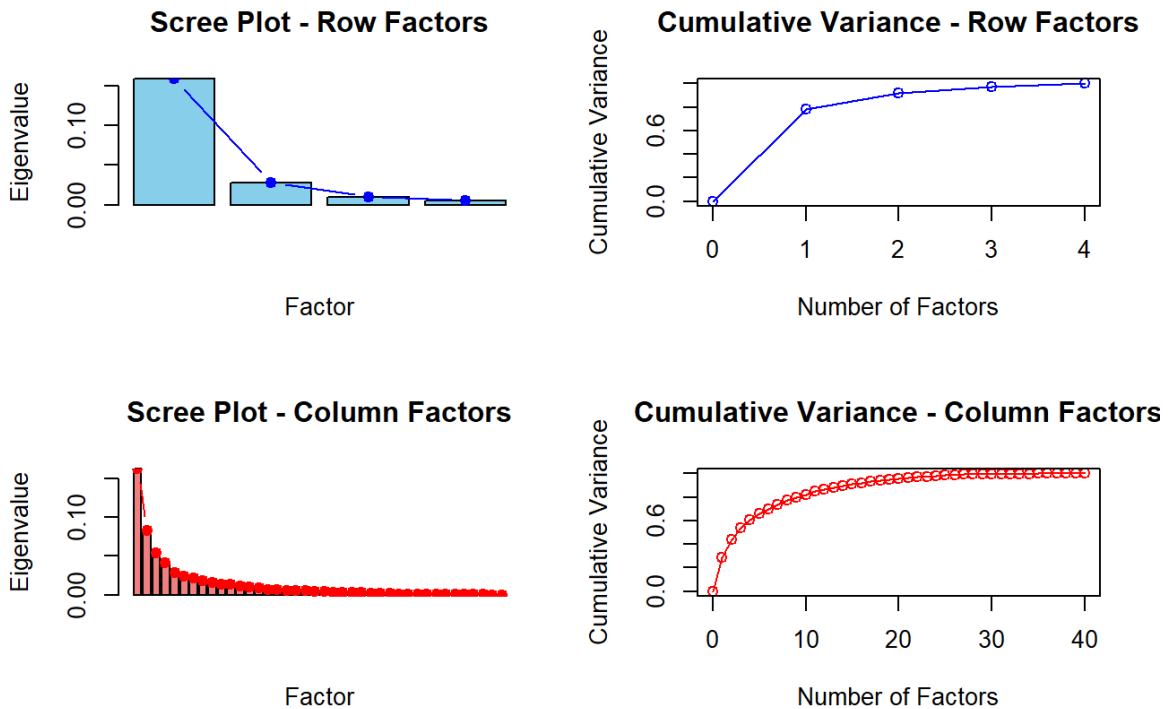 Scree Plot - Row Factors
Eigenvalue
0.00
0.10
Factor
Cumulative Variance - Row Factors
Cumulative Variance
0.0
0.6
0 1 2 3 4
Number of Factors
Scree Plot - Column Factors
Eigenvalue
0.00
0.10
Factor
Cumulative Variance - Column Factors
Cumulative Variance
0.0
0.6
0 10 20 30 40
Number of Factors